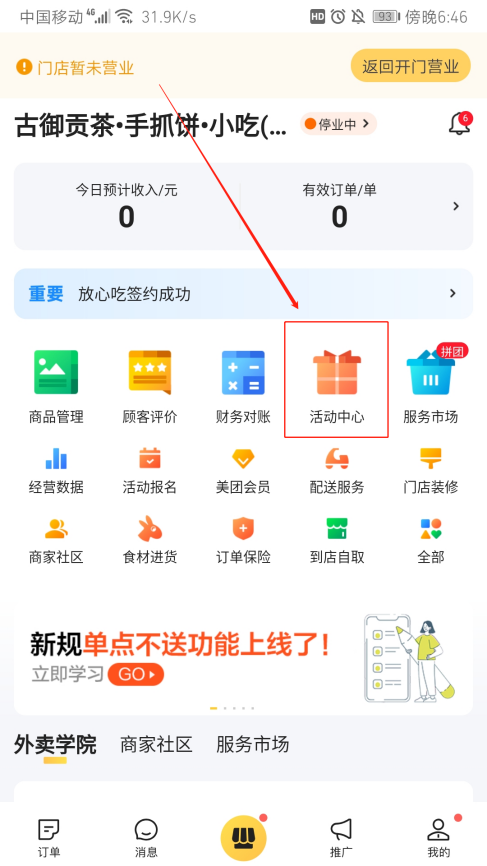 中国移动 4G 31.9K/s HD 93 傍晚6:46
门店暂未营业 返回开门营业
古御贡茶•手抓饼•小吃(... 停业中 6
今日预计收入/元 有效订单/单
0 0
重要 放心吃签约成功
拼团
商品管理 顾客评价 财务对账 活动中心 服务市场
经营数据 活动报名 美团会员 配送服务 门店装修
商家社区 食材进货 订单保险 到店自取 全部
新规单点不送功能上线了!
立即学习 GO
外卖学院 商家社区 服务市场
订单 消息 推广 我的